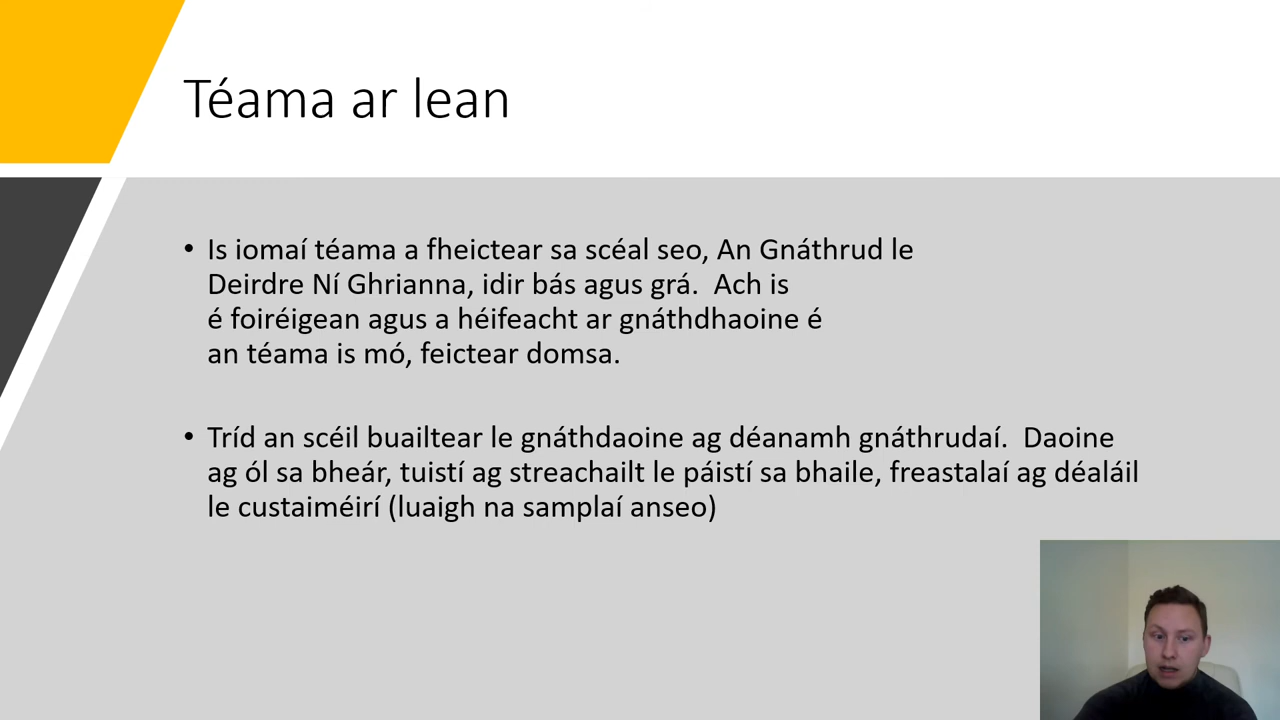 Téama ar lean
• Is iomaí téama a fheictear sa scéal seo, An Gnáthrud le
Deirdre Ní Ghrianna, idir bás agus grá.  Ach is
é foiréigean agus a héifeacht ar gnáthdhaoine é
an téama is mó, feictear domsa.
• Tríd an scéil buailtear le gnáthdaoine ag déanamh gnáthrudaí.  Daoine
ag ól sa bheár, tuistí ag streachailt le páistí sa bhaile, freastalaí ag déaláil
le custaiméirí (luaigh na samplaí anseo)